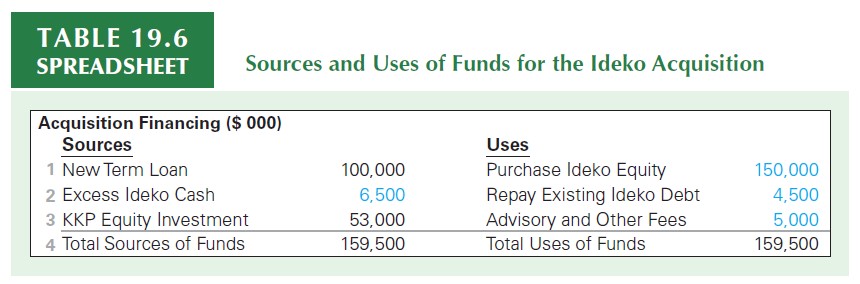 TABLE 19.6
SPREADSHEET Sources and Uses of Funds for the Ideko Acquisition
Acquisition Financing ($ 000)
Sources Uses
1 New Term Loan 100,000 Purchase Ideko Equity 150,000
2 Excess Ideko Cash 6,500 Repay Existing Ideko Debt 4,500
3 KKP Equity Investment 53,000 Advisory and Other Fees 5,000
4 Total Sources of Funds 159,500 Total Uses of Funds 159,500